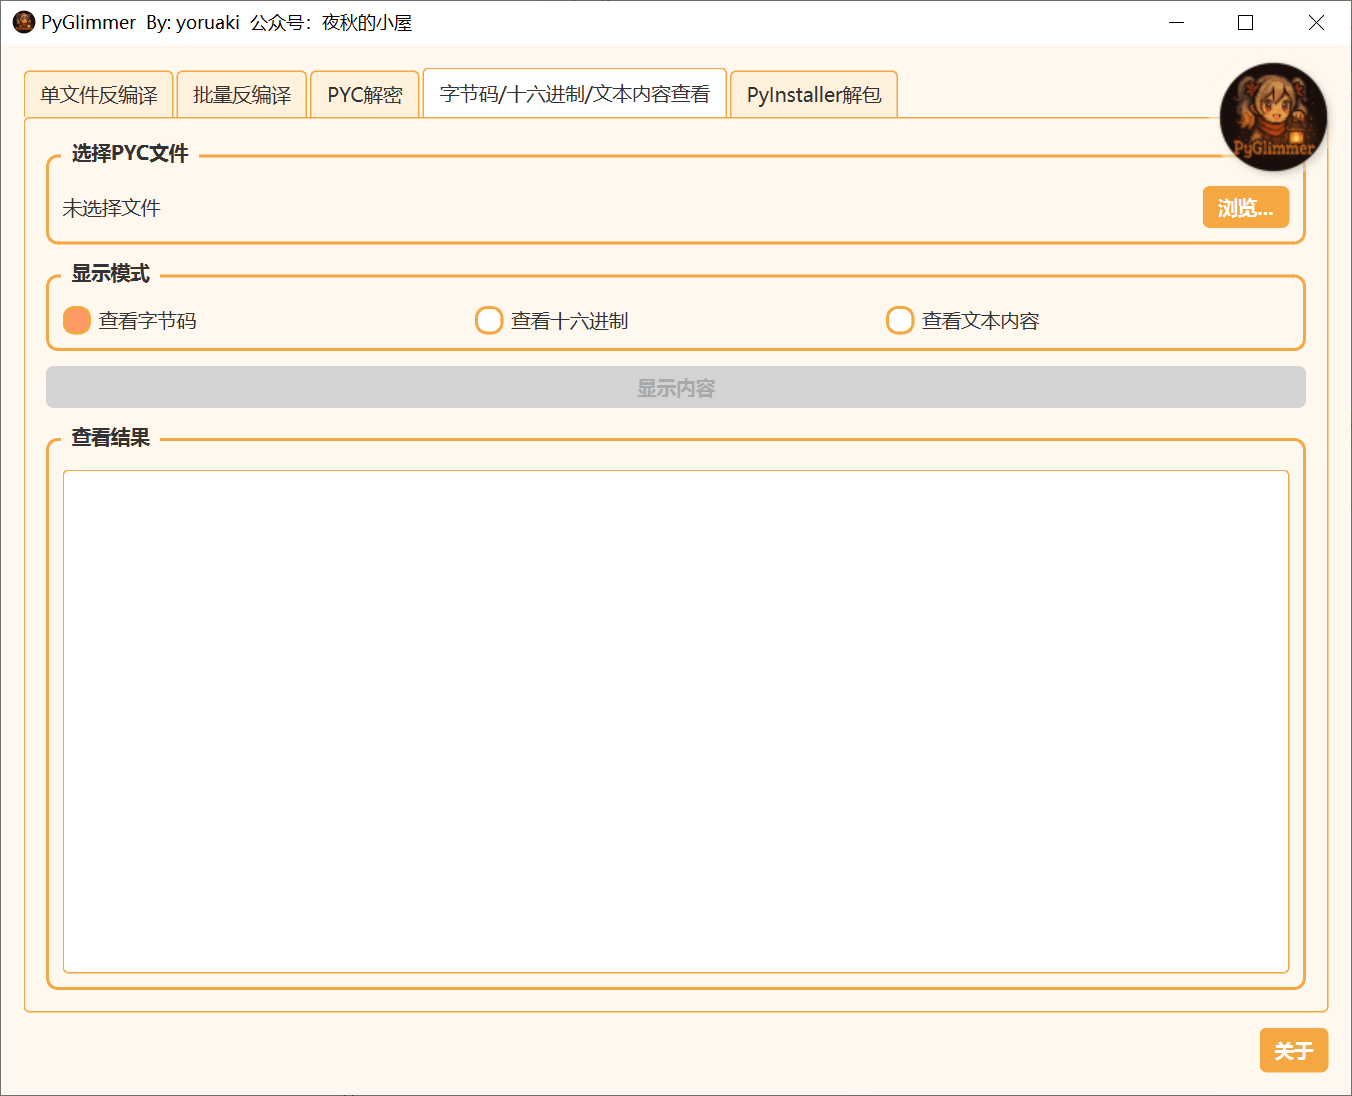 PyGlimmer By: yoruaki 公众号：夜秋的小屋
单文件反编译 批量反编译 PYC解密 字节码/十六进制/文本内容查看 PyInstaller解包
PyGlimmer
选择PYC文件
未选择文件 浏览...
显示模式
查看字节码 查看十六进制 查看文本内容
显示内容
查看结果
关于